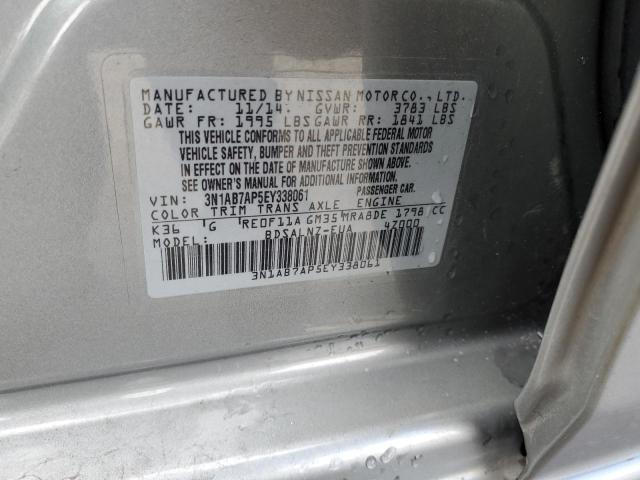 MANUFACTURED BY NISSAN MOTOR CO., LTD.
DATE: 11/14 GVWR: 3783 LBS
GAWR FR: 1995 LBS GAWR RR: 1841 LBS
THIS VEHICLE CONFORMS TO ALL APPLICABLE FEDERAL MOTOR
VEHICLE SAFETY, BUMPER AND THEFT PREVENTION STANDARDS
IN EFFECT ON THE DATE OF MANUFACTURE SHOWN ABOVE.
SEE OWNER'S MANUAL FOR ADDITIONAL INFORMATION.
VIN: 3N1AB7AP5EY338061 PASSENGER CAR.
COLOR TRIM TRANS AXLE ENGINE
K36 G RE0F11A GM35 MRA8DE 1798 CC
MODEL: BDSALNZ-EUA 4Z000
3N1AB7AP5EY338061